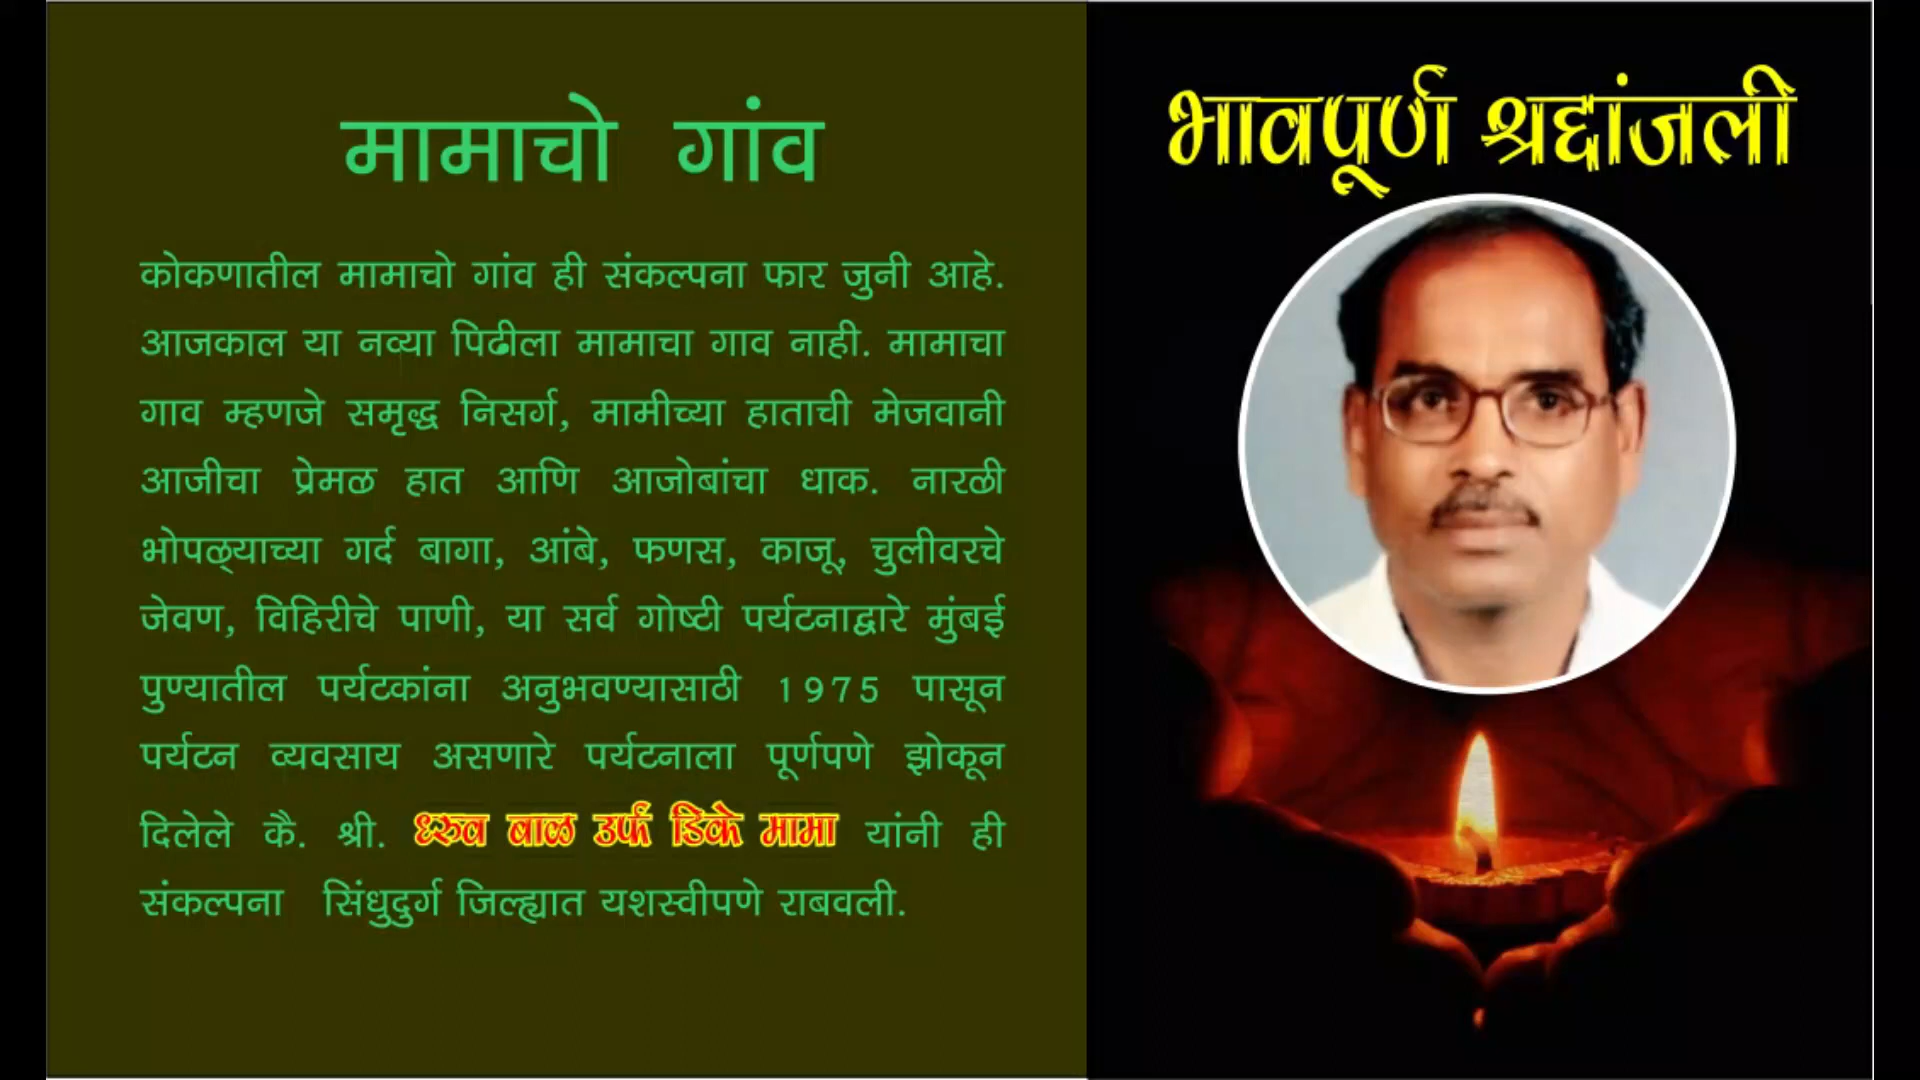 मामाचो गांव
कोकणातील मामाचो गांव ही संकल्पना फार जुनी आहे.
आजकाल या नव्या पिढीला मामाचा गाव नाही. मामाचा
गाव म्हणजे समृद्ध निसर्ग, मामीच्या हाताची मेजवानी
आजीचा प्रेमळ हात आणि आजोबांचा धाक. नारळी
भोपळ्याच्या गर्द बागा, आंबे, फणस, काजू, चुलीवरचे
जेवण, विहिरीचे पाणी, या सर्व गोष्टी पर्यटनाद्वारे मुंबई
पुण्यातील पर्यटकांना अनुभवण्यासाठी 1975 पासून
पर्यटन व्यवसाय असणारे पर्यटनाला पूर्णपणे झोकून
दिलेले कै. श्री. ध्रुव बाळ उर्फ डिके मामा यांनी ही
संकल्पना सिंधुदुर्ग जिल्ह्यात यशस्वीपणे राबवली.
भावपूर्ण श्रद्धांजली